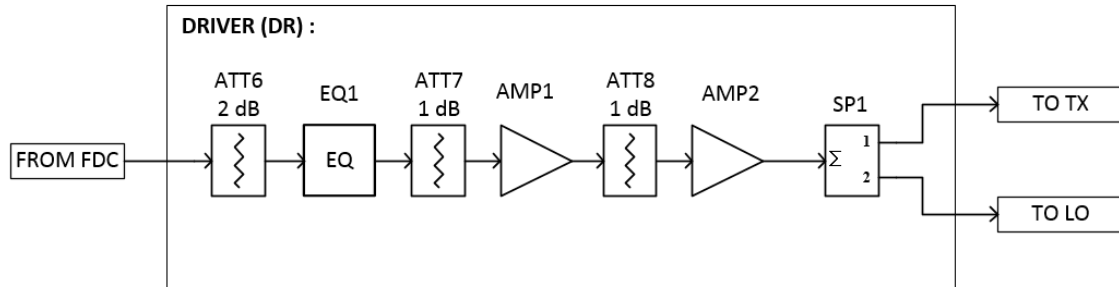 DRIVER (DR) :
ATT6
2 dB
EQ1
ATT7
1 dB
AMP1
ATT8
1 dB
AMP2
SP1
FROM FDC
EQ
Σ
1
2
TO TX
TO LO